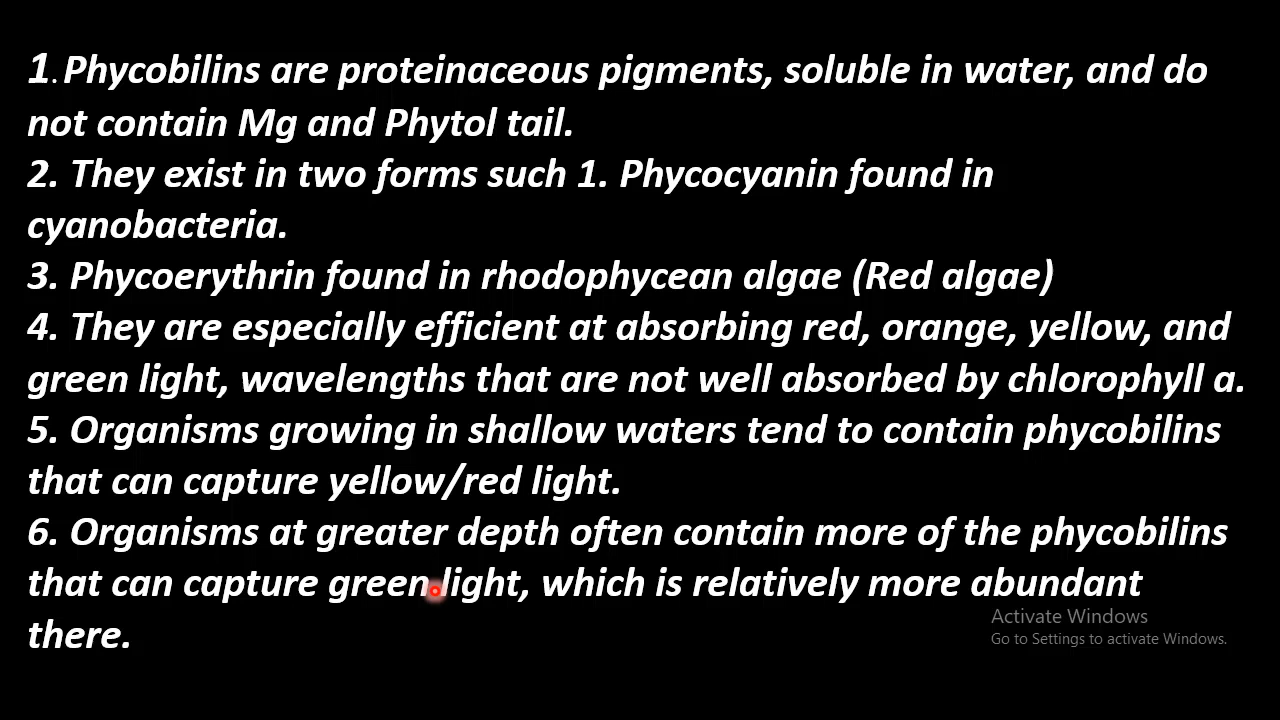 1. Phycobilins are proteinaceous pigments, soluble in water, and do
not contain Mg and Phytol tail.
2. They exist in two forms such 1. Phycocyanin found in
cyanobacteria.
3. Phycoerythrin found in rhodophycean algae (Red algae)
4. They are especially efficient at absorbing red, orange, yellow, and
green light, wavelengths that are not well absorbed by chlorophyll a.
5. Organisms growing in shallow waters tend to contain phycobilins
that can capture yellow/red light.
6. Organisms at greater depth often contain more of the phycobilins
that can capture green light, which is relatively more abundant
there.
Activate Windows
Go to Settings to activate Windows.